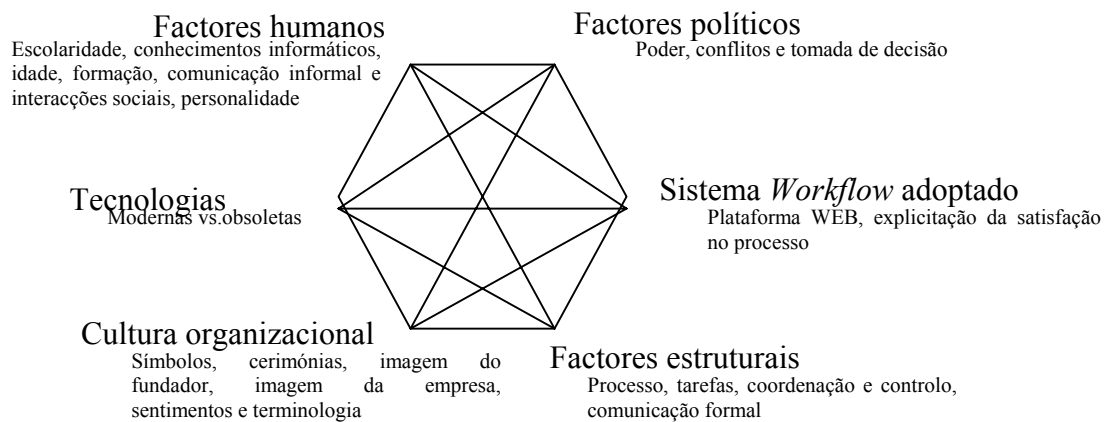 Factores humanos
Escolaridade, conhecimentos informáticos,
idade, formação, comunicação informal e
interacções sociais, personalidade
Factores políticos
Poder, conflitos e tomada de decisão
Tecnologias
Modernas vs.obsoletas
Sistema Workflow adoptado
Plataforma WEB, explicitação da satisfação
no processo
Cultura organizacional
Símbolos, cerimónias, imagem do
fundador, imagem da empresa,
sentimentos e terminologia
Factores estruturais
Processo, tarefas, coordenação e controlo,
comunicação formal